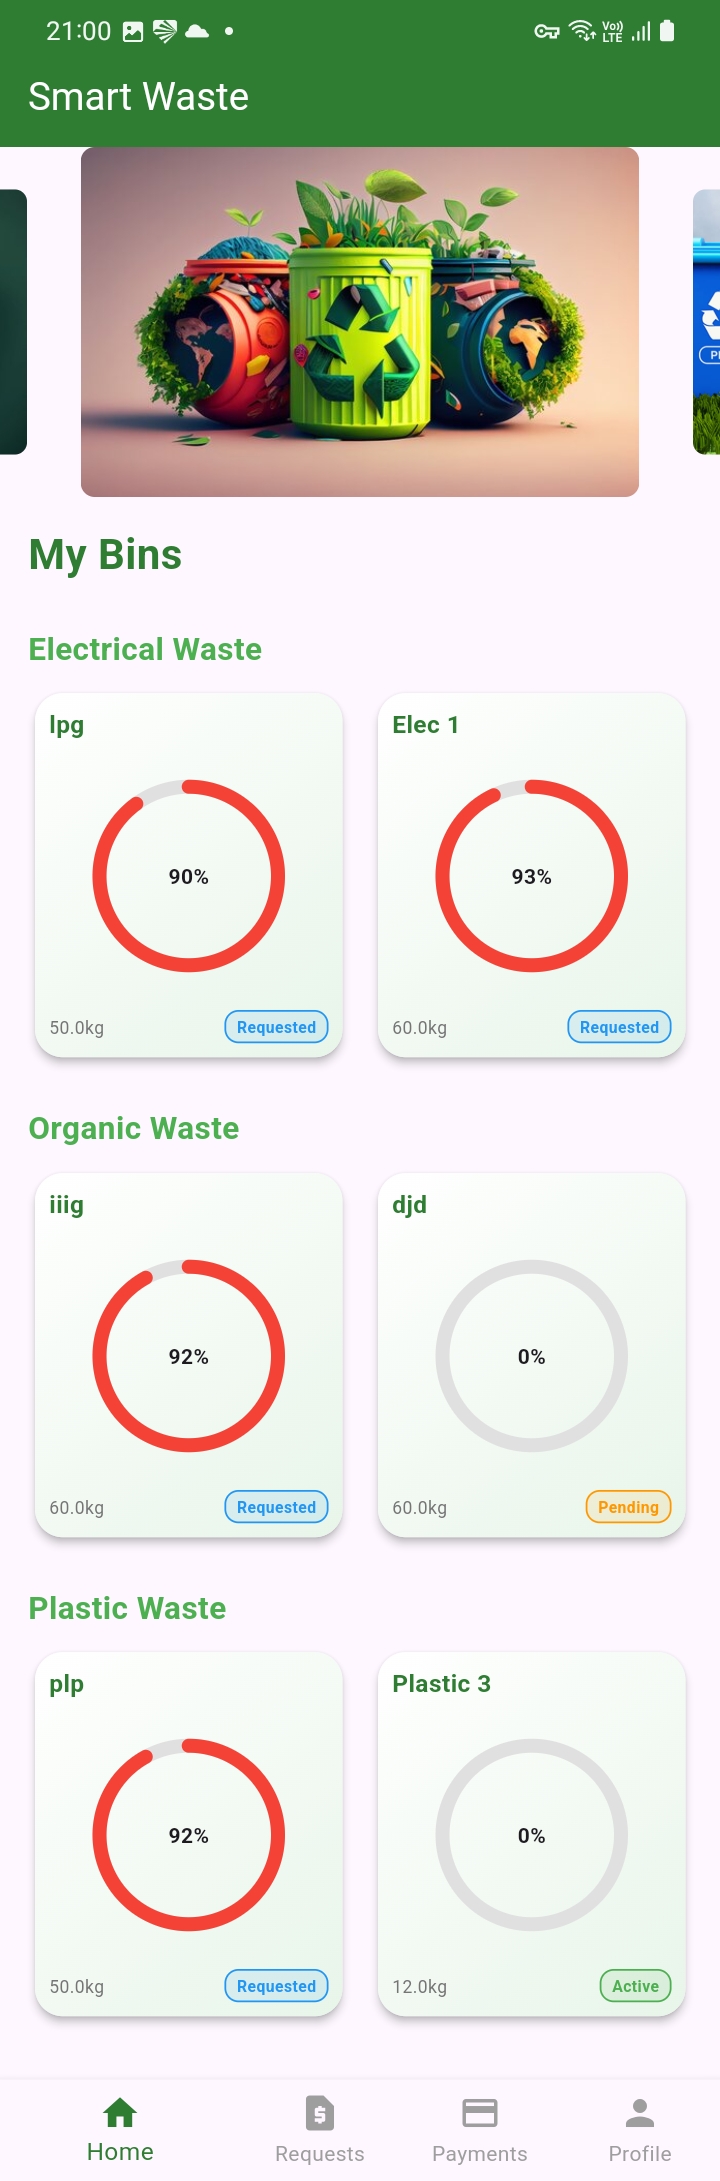 21:00
Vo))
LTE
Smart Waste
My Bins
Electrical Waste
lpg
Elec 1
90%
93%
50.0kg
Requested
60.0kg
Requested
Organic Waste
iiig
djd
92%
0%
60.0kg
Requested
60.0kg
Pending
Plastic Waste
plp
Plastic 3
92%
0%
50.0kg
Requested
12.0kg
Active
Home
Requests
Payments
Profile